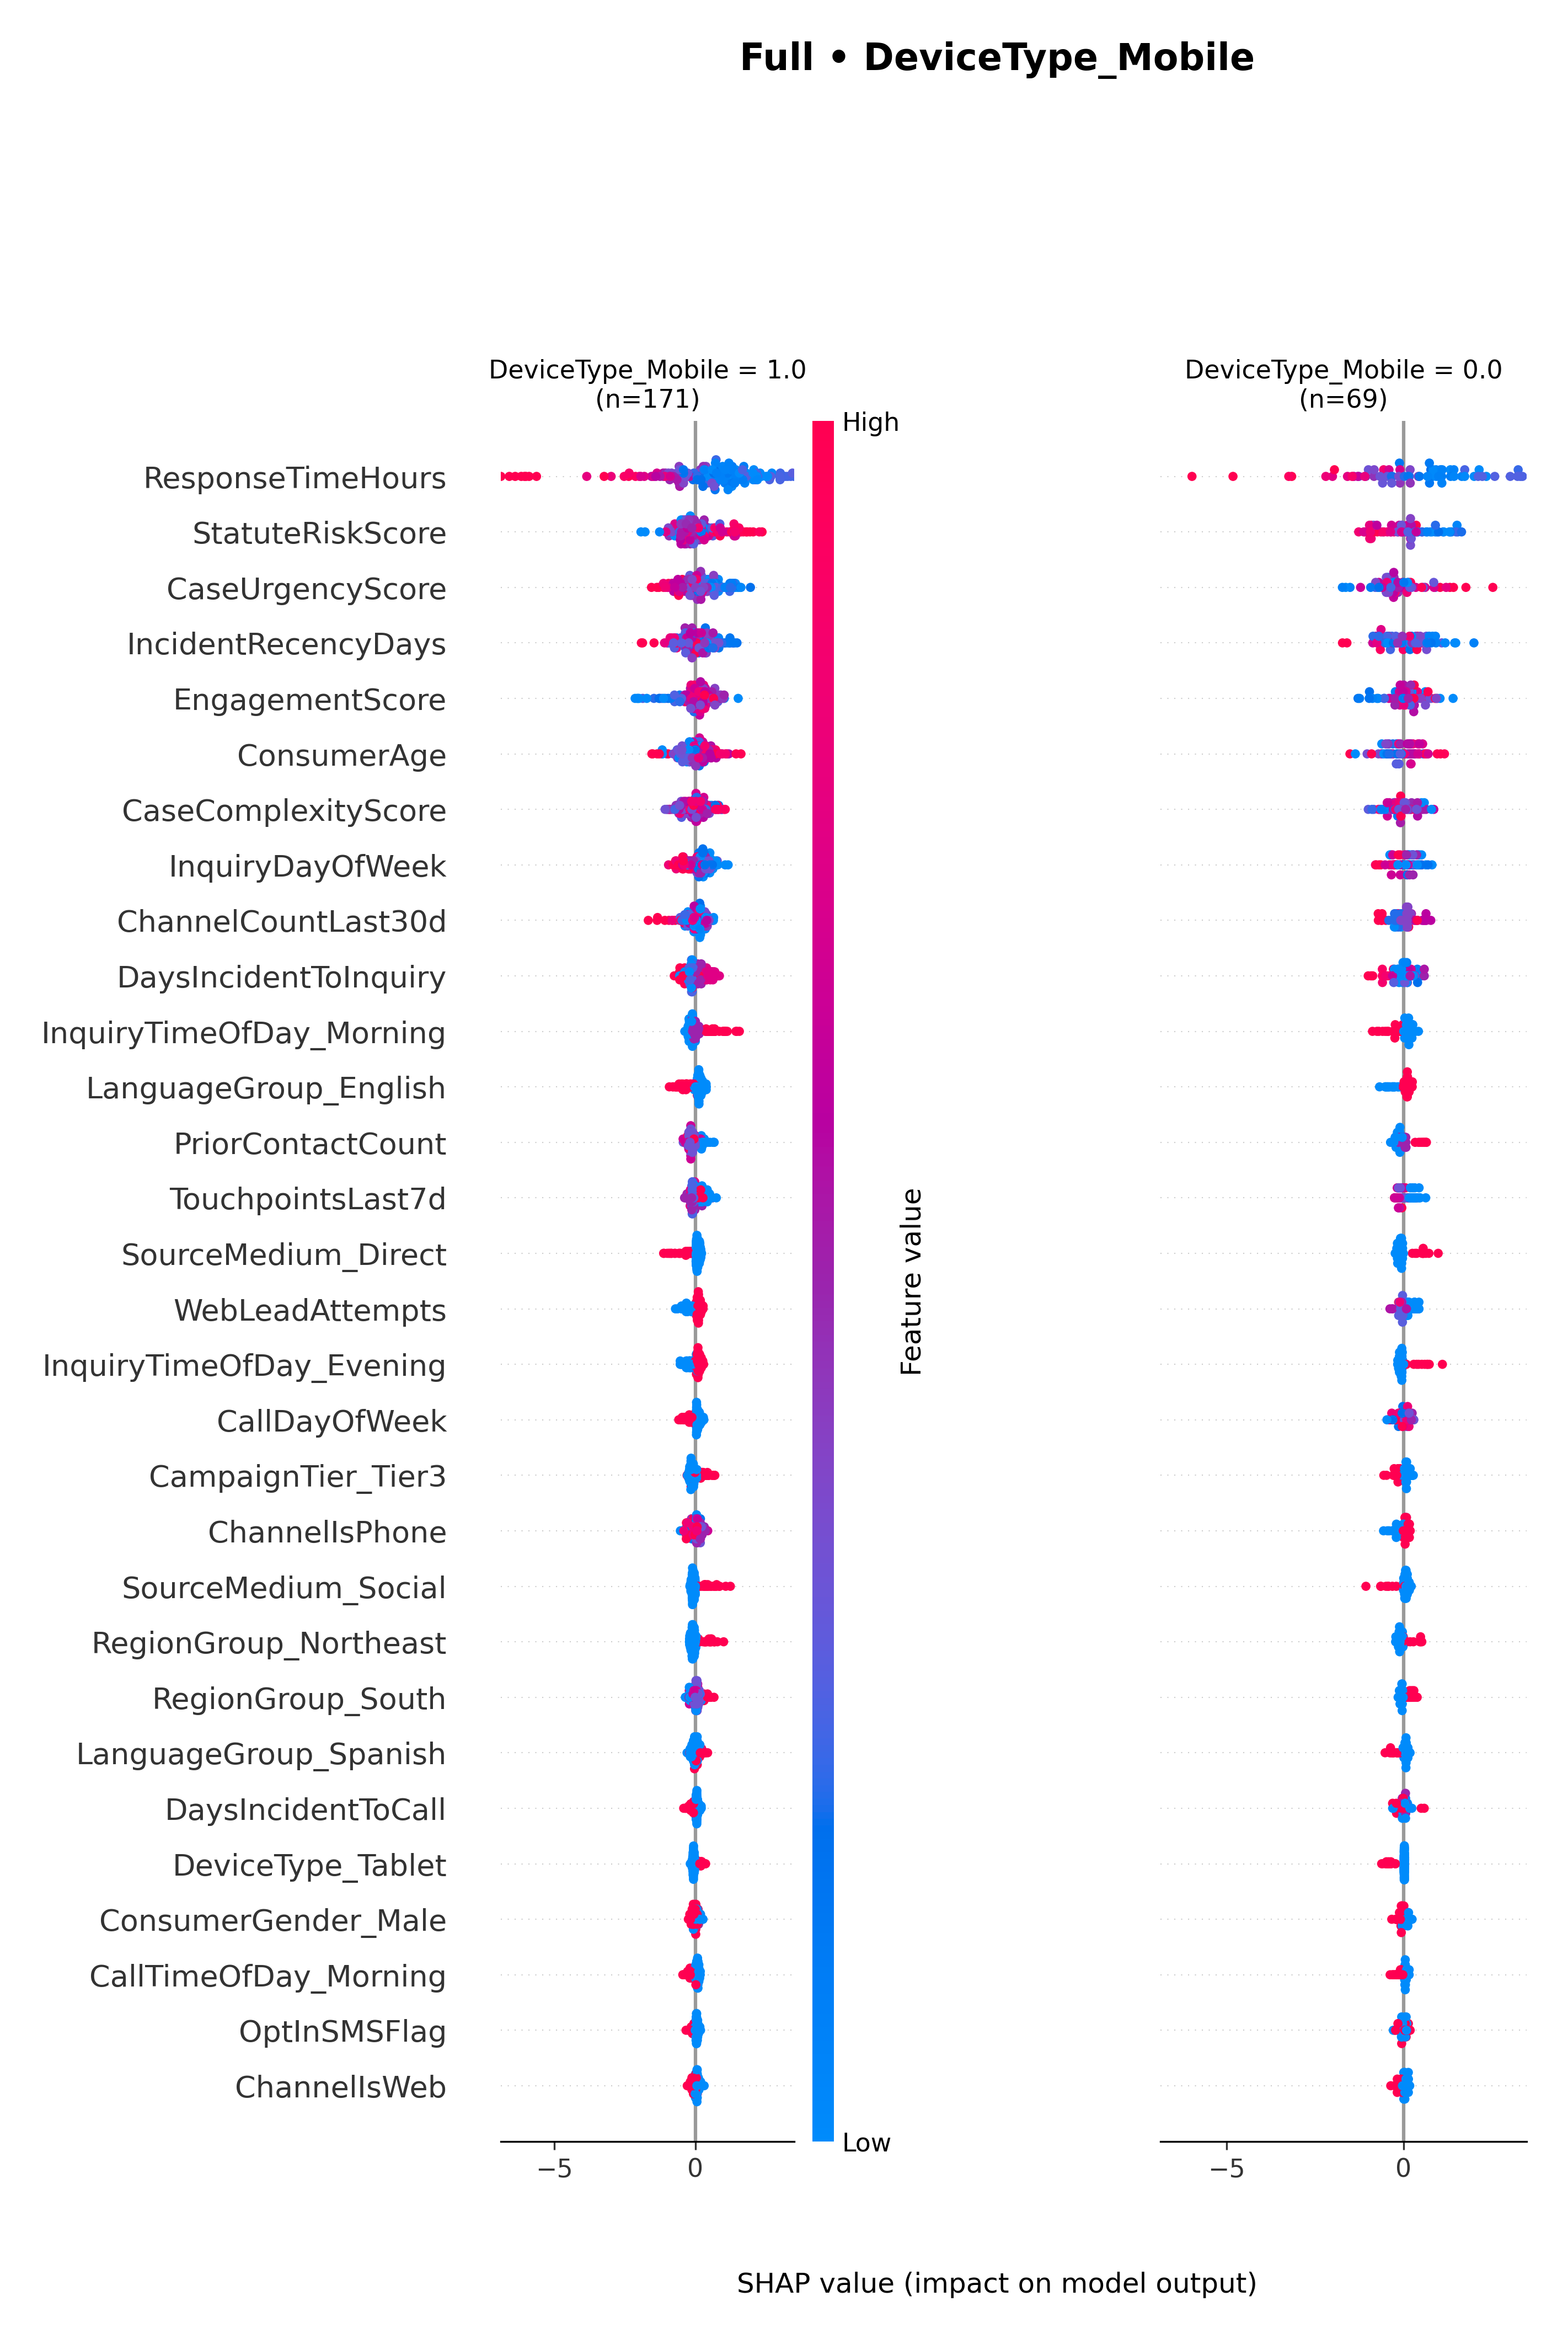 Full • DeviceType_Mobile
DeviceType_Mobile = 1.0
(n=171)
DeviceType_Mobile = 0.0
(n=69)
High
ResponseTimeHours
StatuteRiskScore
CaseUrgencyScore
IncidentRecencyDays
EngagementScore
ConsumerAge
CaseComplexityScore
InquiryDayOfWeek
ChannelCountLast30d
DaysIncidentToInquiry
InquiryTimeOfDay_Morning
LanguageGroup_English
PriorContactCount
TouchpointsLast7d
SourceMedium_Direct
WebLeadAttempts
InquiryTimeOfDay_Evening
CallDayOfWeek
CampaignTier_Tier3
ChannelIsPhone
SourceMedium_Social
RegionGroup_Northeast
RegionGroup_South
LanguageGroup_Spanish
DaysIncidentToCall
DeviceType_Tablet
ConsumerGender_Male
CallTimeOfDay_Morning
OptInSMSFlag
ChannelIsWeb
Feature value
Low
−5 0
−5 0
SHAP value (impact on model output)